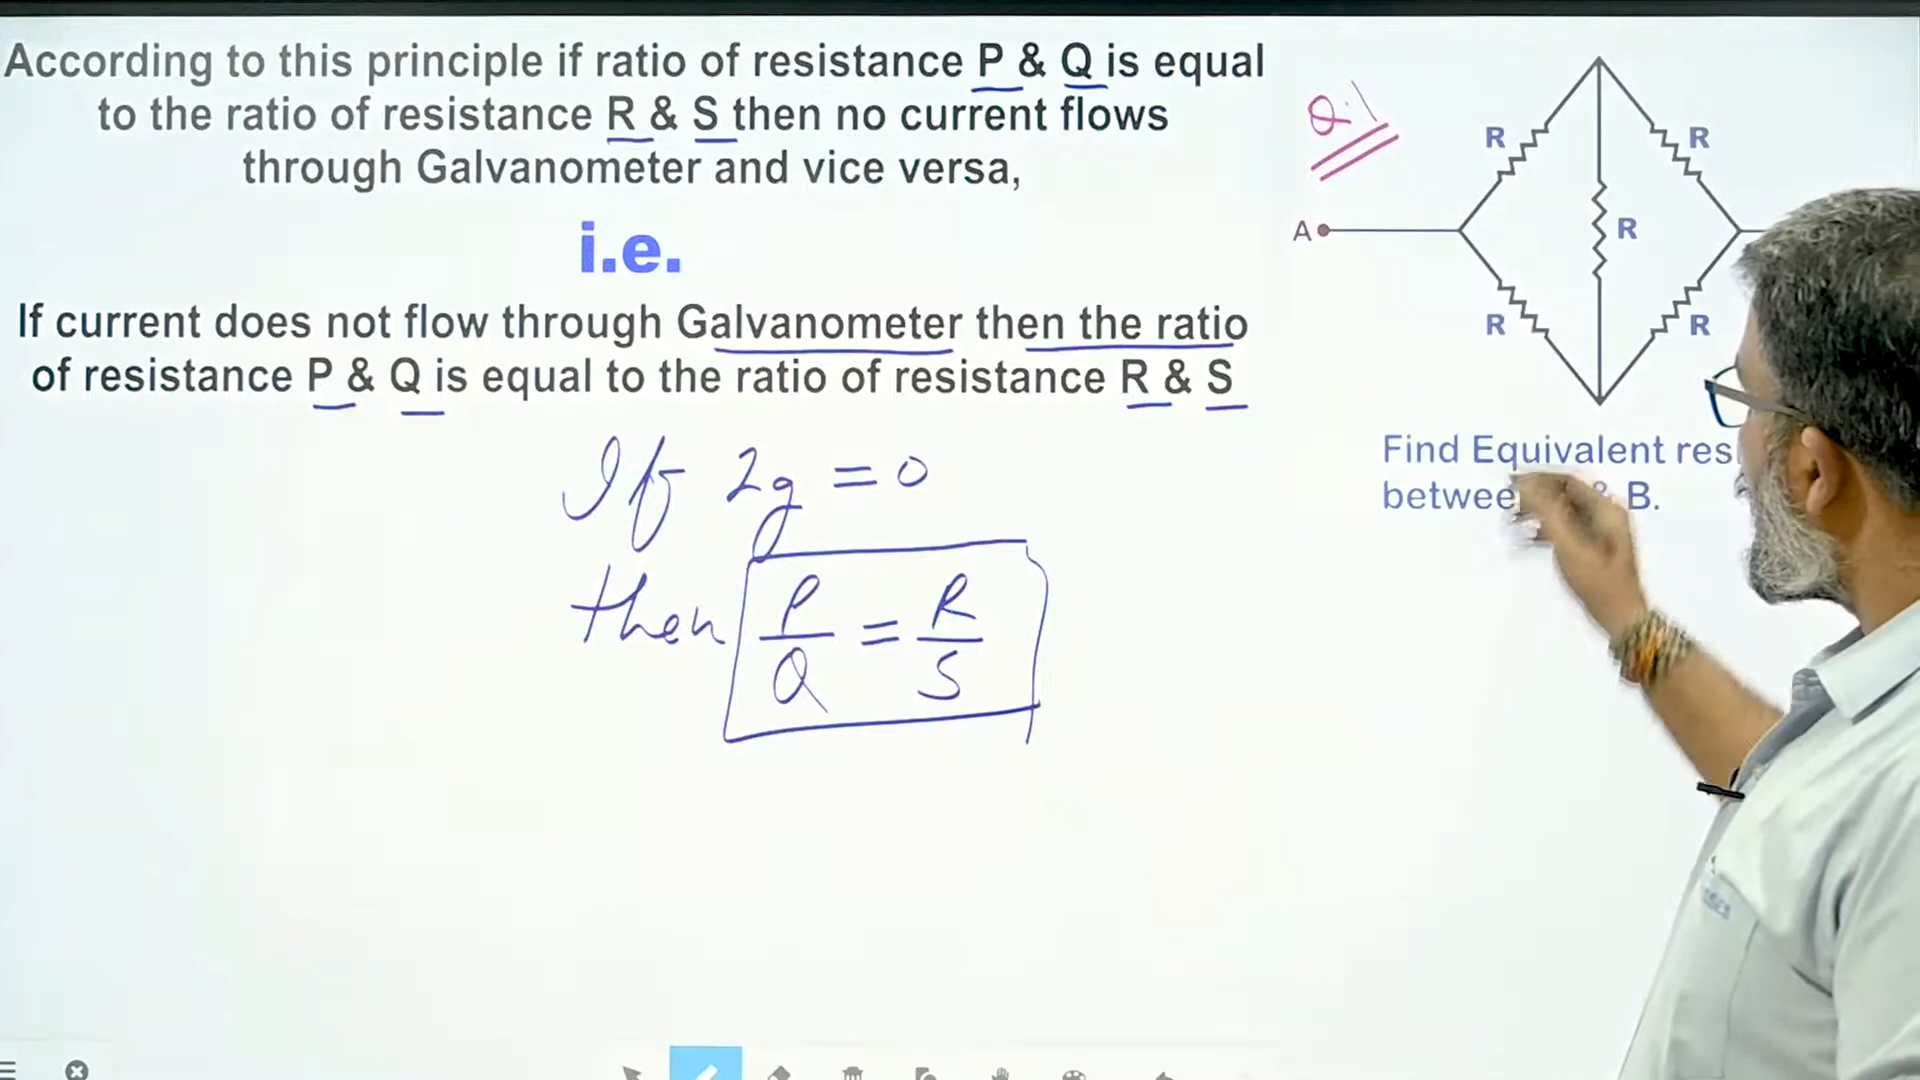 According to this principle if ratio of resistance P & Q is equal
to the ratio of resistance R & S then no current flows
through Galvanometer and vice versa,
i.e.
If current does not flow through Galvanometer then the ratio
of resistance P & Q is equal to the ratio of resistance R & S
If Ig = 0
then P/Q = R/S
Q.1
R
R
A
R
R
R
Find Equivalent res
betwee & B.